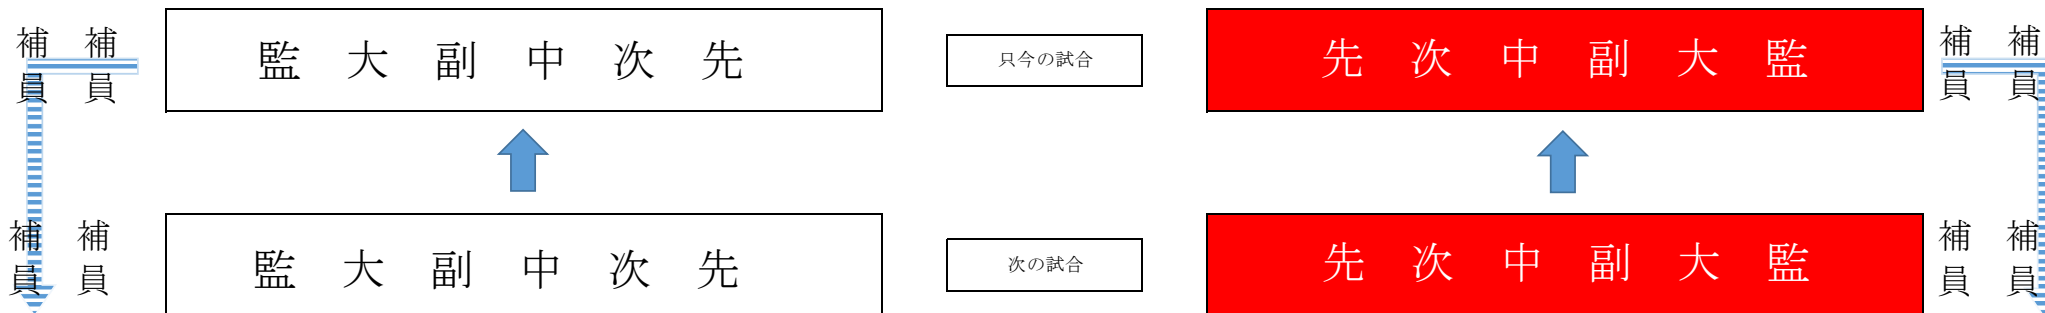 補員 補員 監 大 副 中 次 先 只今の試合 先 次 中 副 大 監 補員 補員
補員 補員 監 大 副 中 次 先 次の試合 先 次 中 副 大 監 補員 補員